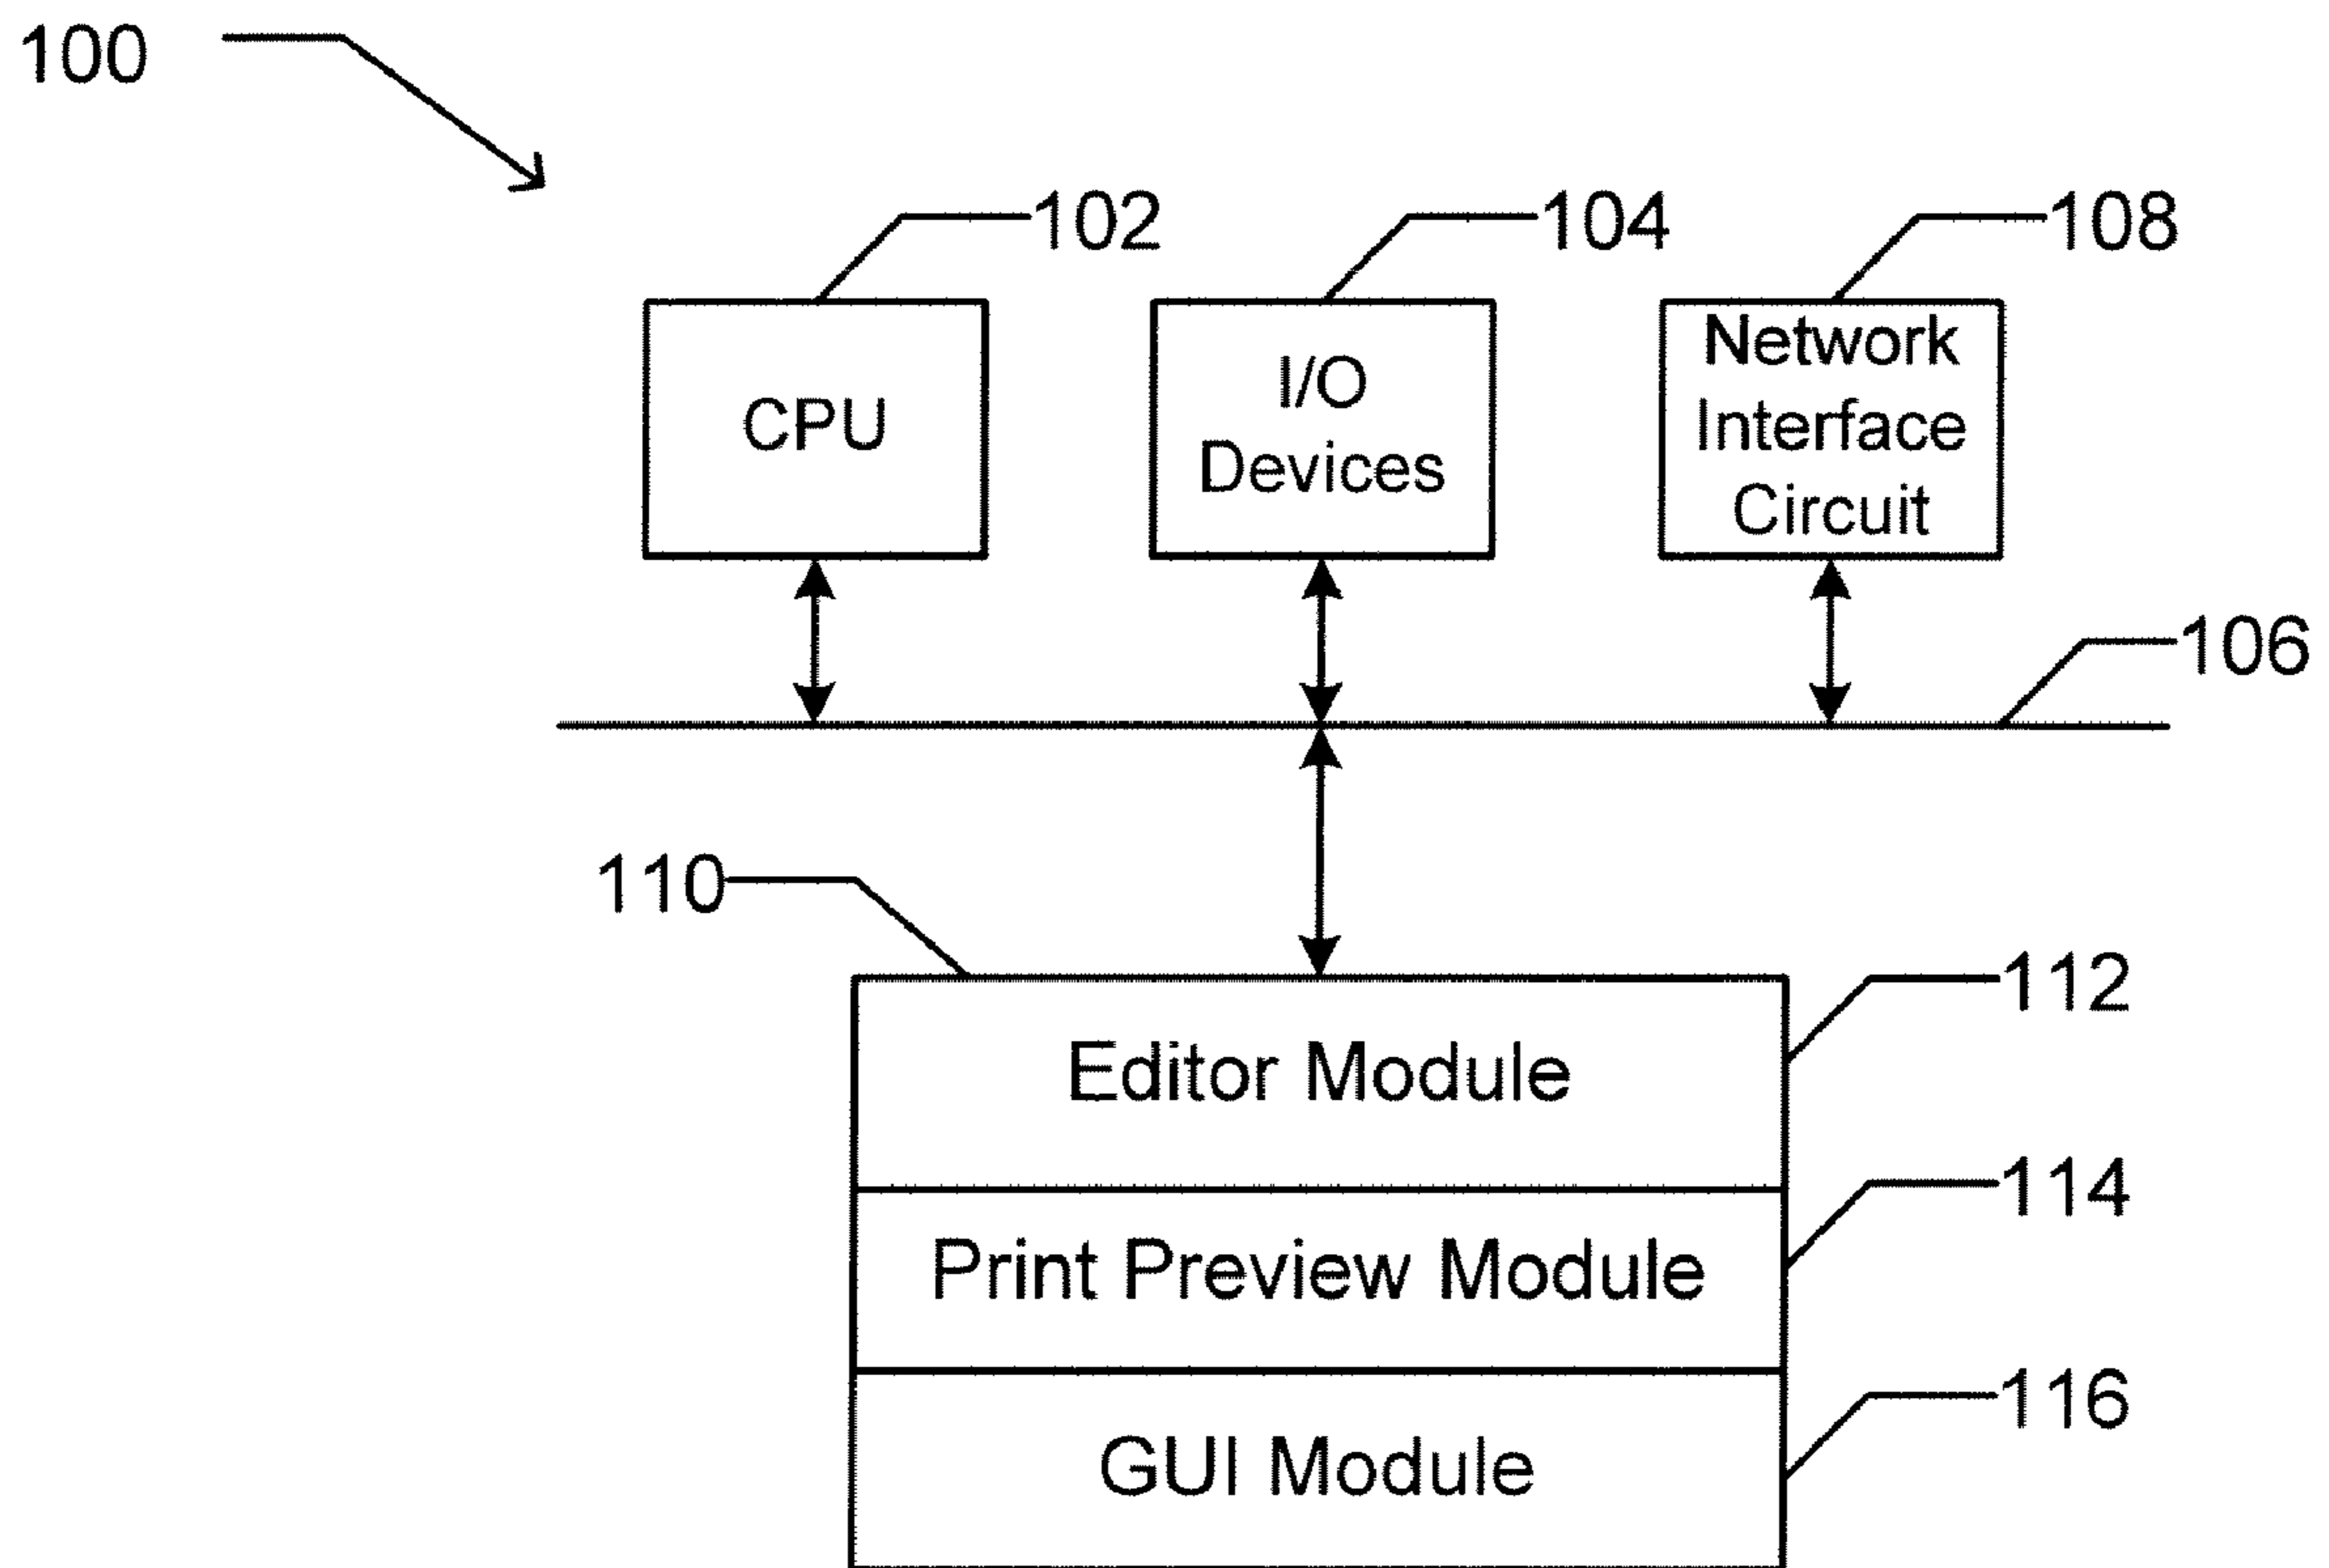 100
102
104
108
CPU
I/O
Devices
Network
Interface
Circuit
106
110
112
Editor Module
114
Print Preview Module
116
GUI Module